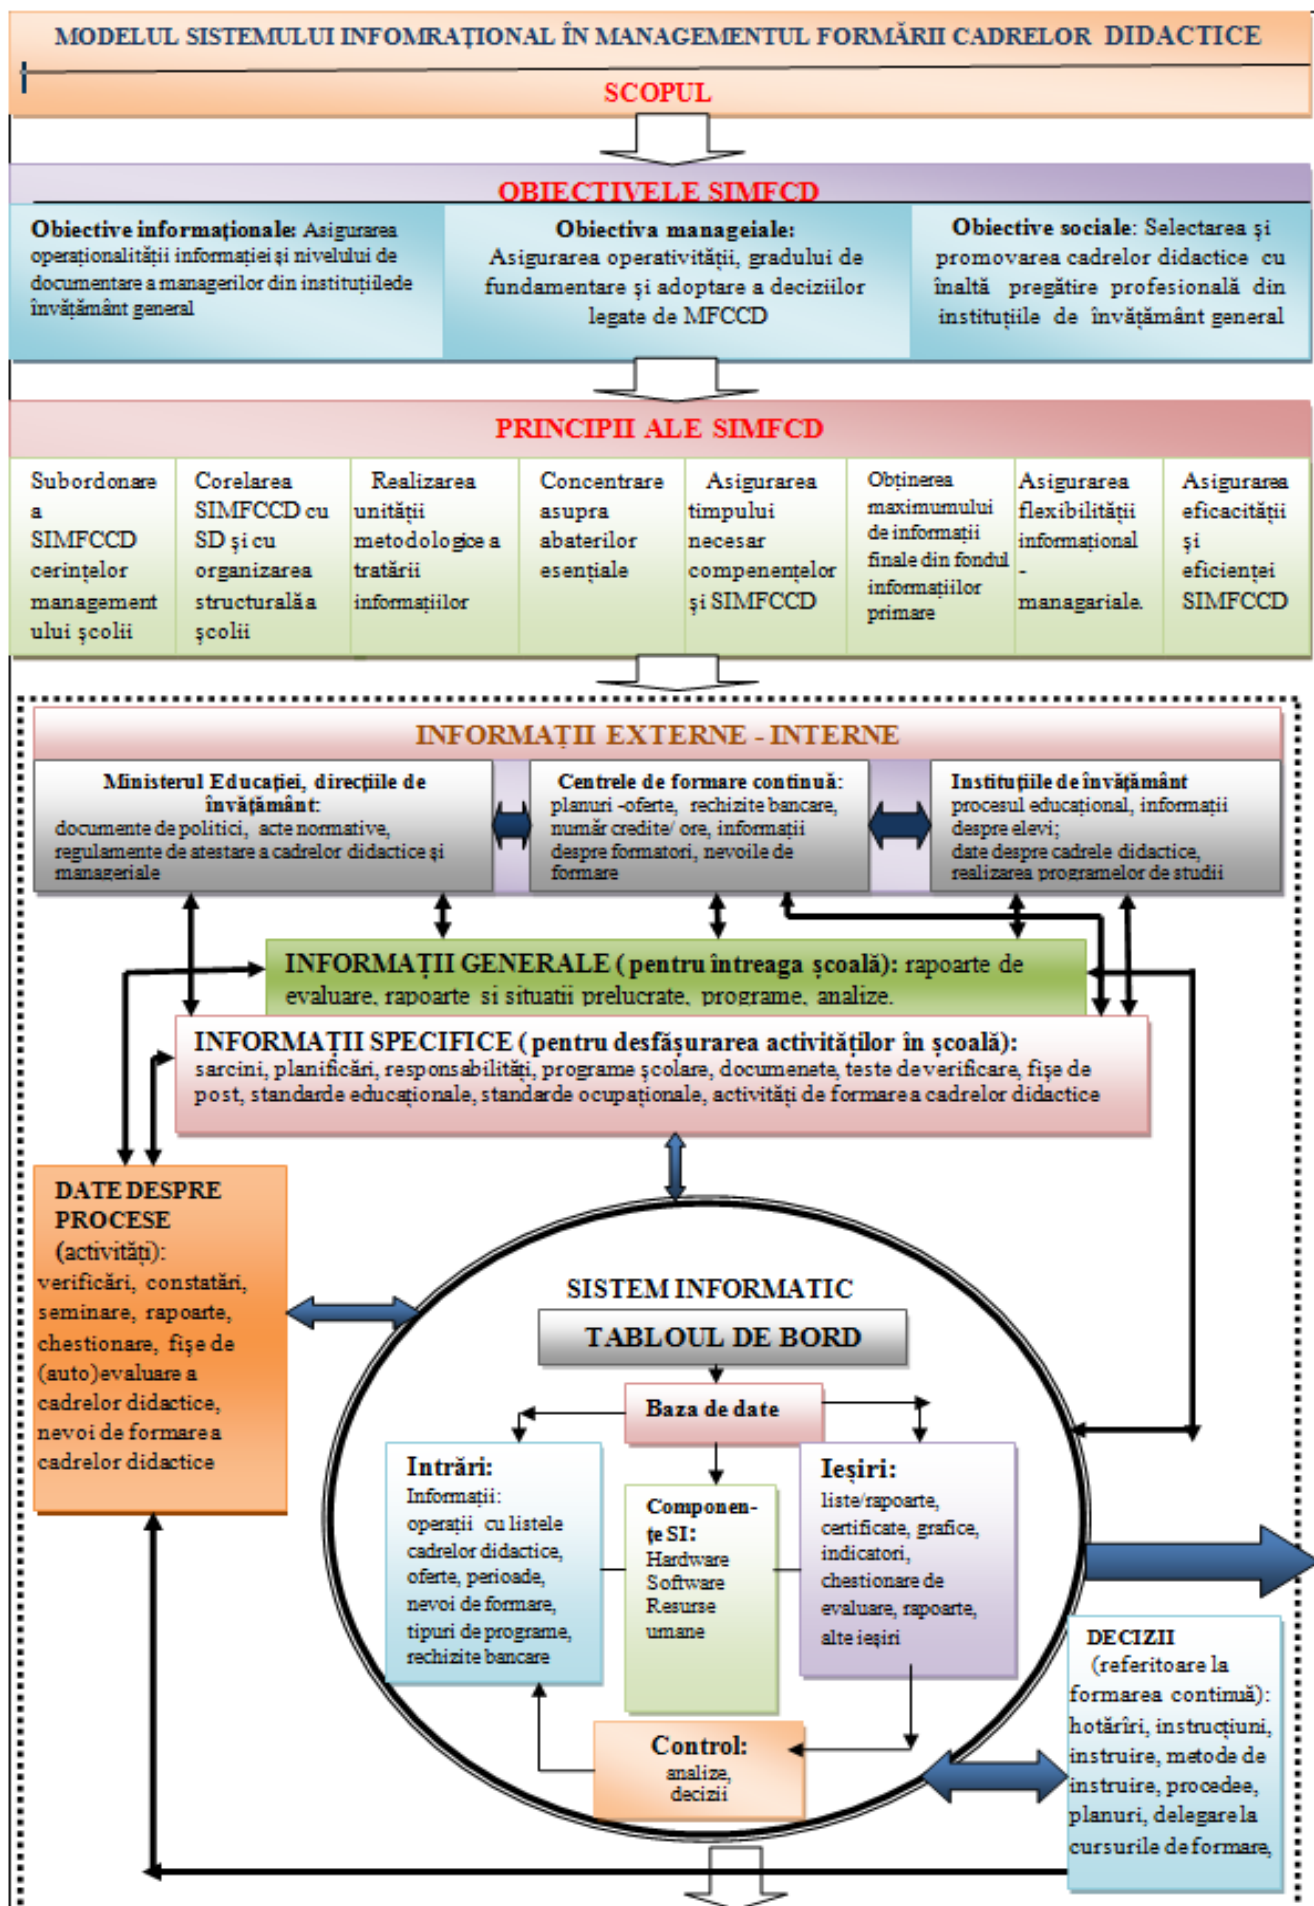 MODELUL SISTEMULUI INFOMRAȚIONAL ÎN MANAGEMENTUL FORMĂRII CADRELOR DIDACTICE
SCOPUL
OBIECTIVELE SIMFCD
Obiective informaționale: Asigurarea
operaționalității informației și nivelului de
documentare a managerilor din instituțiilede
învățământ general
Obiectiva manageiale:
Asigurarea operativității, gradului de
fundamentare și adoptare a deciziilor
legate de MFCCD
Obiective sociale: Selectarea și
promovarea cadrelor didactice cu
înaltă pregătire profesională din
instituțiile de învățământ general
PRINCIPII ALE SIMFCD
Subordonare
a
SIMFCCD
cerințelor
management
ului școlii
Corelarea
SIMFCCD cu
SD și cu
organizarea
structurală a
școlii
Realizarea
unității
metodologice a
tratării
informațiilor
Concentrare
asupra
abaterilor
esențiale
Asigurarea
timpului
necesar
compenențelor
și SIMFCCD
Obținerea
maximumului
de informații
finale din fondul
informațiilor
primare
Asigurarea
flexibilității
informațional
-
managariale.
Asigurarea
eficacității
și
eficienței
SIMFCCD
INFORMAȚII EXTERNE - INTERNE
Ministerul Educației, direcțiile de
învățământ:
documente de politici, acte normative,
regulamente de atestare a cadrelor didactice și
manageriale
Centrele de formare continuă:
planuri -oferte, rechizite bancare,
număr credite/ ore, informații
despre formatori, nevoile de
formare
Instituțiile de învățământ
procesul educațional, informații
despre elevi;
date despre cadrele didactice,
realizarea programelor de studii
INFORMAȚII GENERALE ( pentru întreaga școală): rapoarte de
evaluare, rapoarte si situatii prelucrate, programe, analize.
INFORMAȚII SPECIFICE ( pentru desfășurarea activităților în școală):
sarcini, planificări, responsabilități, programe școlare, documenete, teste de verificare, fișe de
post, standarde educaționale, standarde ocupaționale, activități de formare a cadrelor didactice
DATE DESPRE
PROCESE
(activități):
verificări, constatări,
seminare, rapoarte,
chestionare, fișe de
(auto)evaluare a
cadrelor didactice,
nevoi de formare a
cadrelor didactice
SISTEM INFORMATIC
TABLOUL DE BORD
Baza de date
Intrări:
Informații:
operații cu listele
cadrelor didactice,
oferte, perioade,
nevoi de formare,
tipuri de programe,
rechizite bancare
Componen-
țe SI:
Hardware
Software
Resurse
umane
Ieșiri:
liste/rapoarte,
certificate, grafice,
indicatori,
chestionare de
evaluare, rapoarte,
alte ieșiri
Control:
analize,
decizii
DECIZII
(referitoare la
formarea continuă):
hotărîri, instrucțiuni,
instruire, metode de
instruire, procedee,
planuri, delegare la
cursurile de formare,